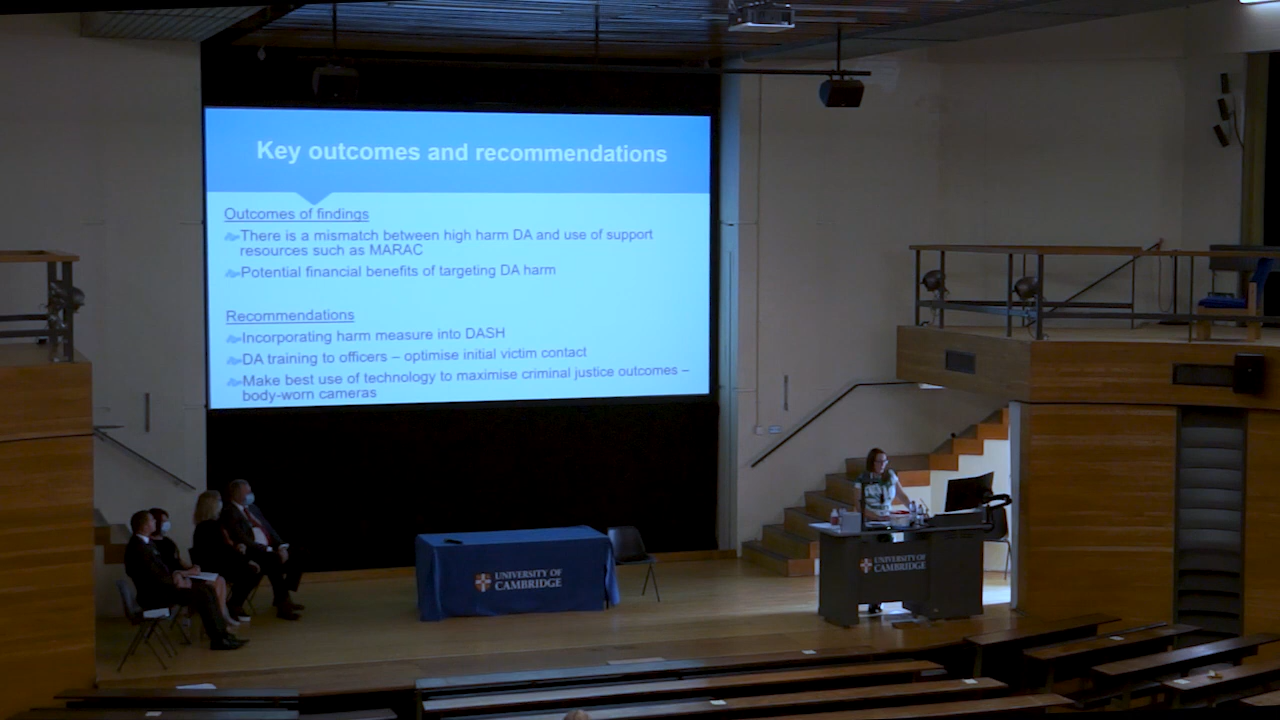 Key outcomes and recommendations
Outcomes of findings
There is a mismatch between high harm DA and use of support
resources such as MARAC
Potential financial benefits of targeting DA harm
Recommendations
Incorporating harm measure into DASH
DA training to officers – optimise initial victim contact
Make best use of technology to maximise criminal justice outcomes –
body-worn cameras
UNIVERSITY OF
CAMBRIDGE
UNIVERSITY OF
CAMBRIDGE